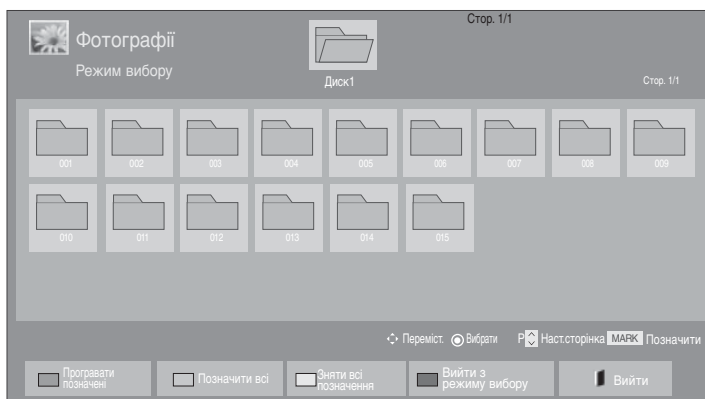 Стор. 1/1
Фотографії
Режим вибору
Диск1
Стор. 1/1
001 002 003 004 005 006 007 008 009
010 011 012 013 014 015
Переміст. Вибрати P Наст.сторінка MARK Позначити
Програвати
позначені
Позначити всі
Зняти всі
позначення
Вийти з
режиму вибору
Вийти